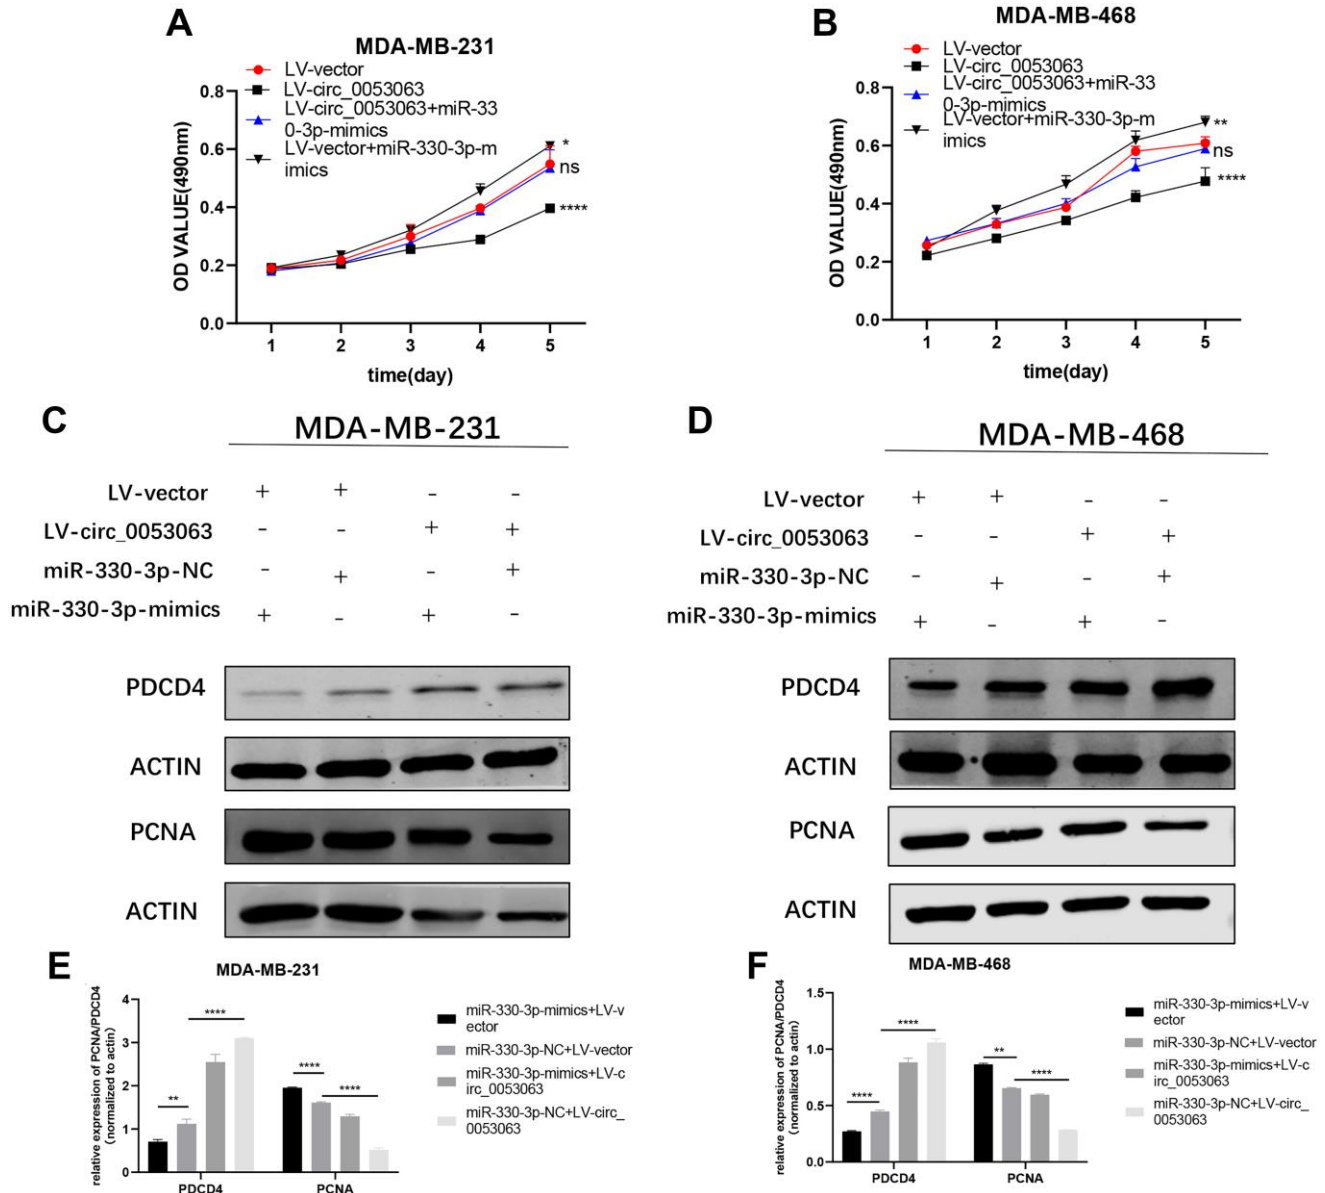 A
MDA-MB-231
LV-vector
LV-circ_0053063
LV-circ_0053063+miR-33
0-3p-mimics
LV-vector+miR-330-3p-m
imics
OD VALUE(490nm)
0.8
0.6
0.4
0.2
0.0
*
ns
****
1 2 3 4 5
time(day)
B
MDA-MB-468
LV-vector
LV-circ_0053063
LV-circ_0053063+miR-33
0-3p-mimics
LV-vector+miR-330-3p-m
imics
OD VALUE(490nm)
0.8
0.6
0.4
0.2
0.0
**
ns
****
1 2 3 4 5
time(day)
C
MDA-MB-231
LV-vector + + - -
LV-circ_0053063 - - + +
miR-330-3p-NC - + - +
miR-330-3p-mimics + - + -
PDCD4
ACTIN
PCNA
ACTIN
D
MDA-MB-468
LV-vector + + - -
LV-circ_0053063 - - + +
miR-330-3p-NC - + - +
miR-330-3p-mimics + - + -
PDCD4
ACTIN
PCNA
ACTIN
E
MDA-MB-231
relative expression of PCNA/PDCD4
(normalized to actin)
4
3
2
1
0
**
****
****
****
PDCD4 PCNA
miR-330-3p-mimics+LV-v
ector
miR-330-3p-NC+LV-vector
miR-330-3p-mimics+LV-c
irc_0053063
miR-330-3p-NC+LV-circ_
0053063
F
MDA-MB-468
relative expression of PCNA/PDCD4
(normalized to actin)
1.5
1.0
0.5
0.0
****
****
**
****
PDCD4 PCNA
miR-330-3p-mimics+LV-v
ector
miR-330-3p-NC+LV-vector
miR-330-3p-mimics+LV-c
irc_0053063
miR-330-3p-NC+LV-circ_
0053063